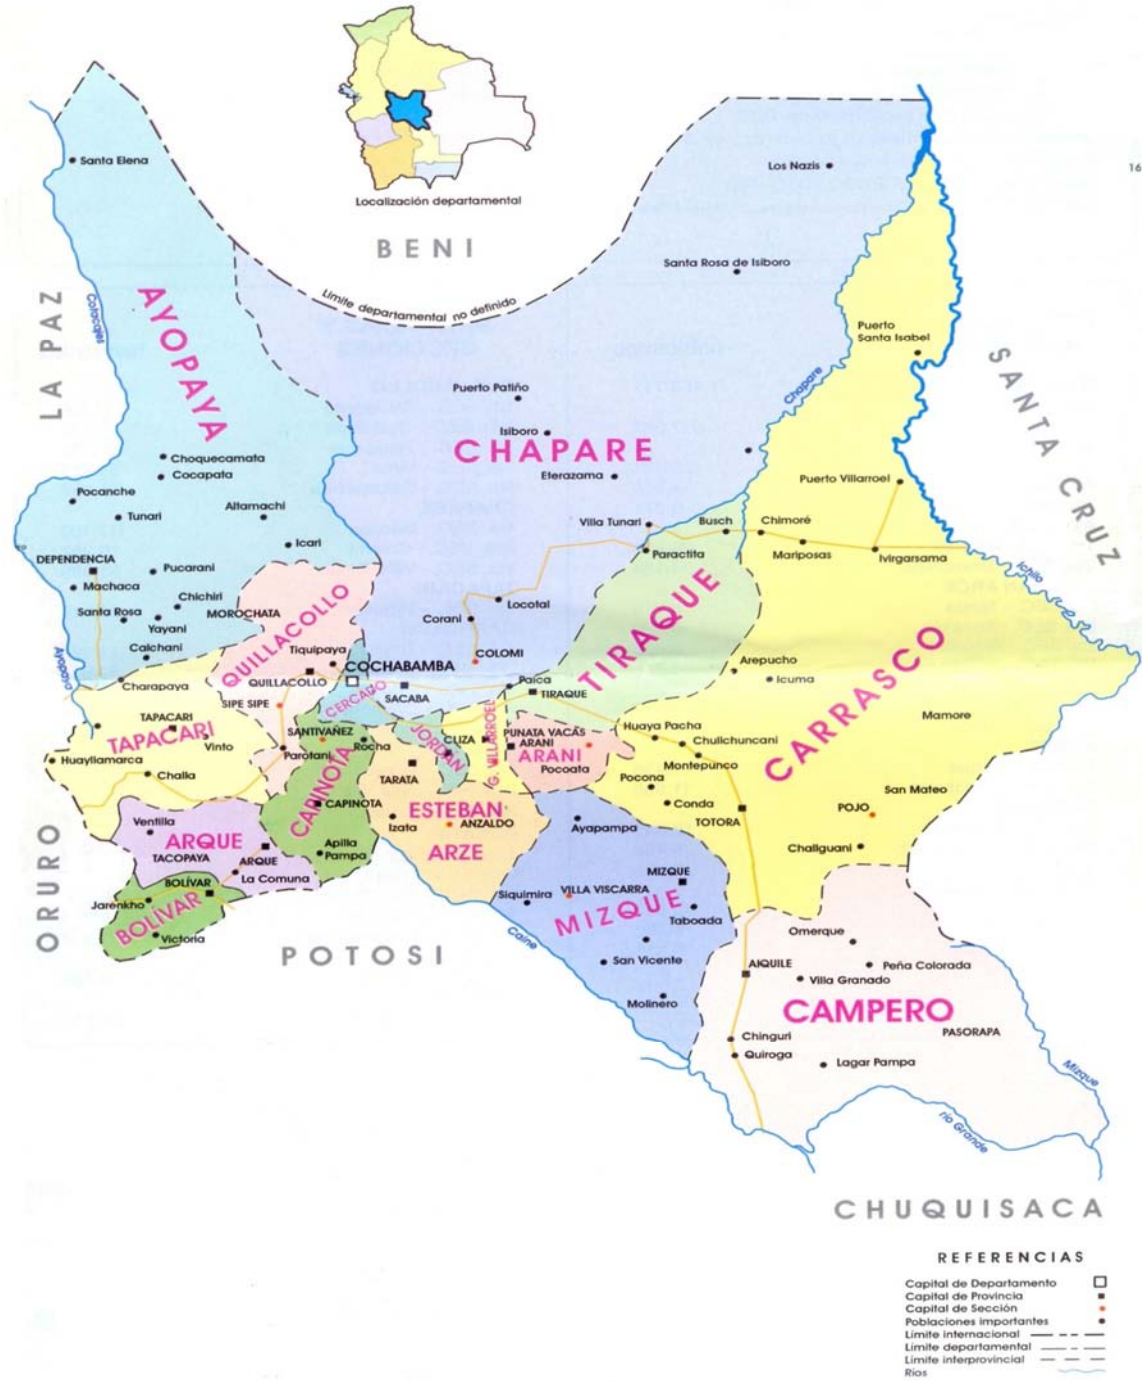 Localización departamental
BENI
16
Santa Elena
Los Nazis
Santa Rosa de Isiboro
LA PAZ
Cotacajes
AYOPAYA
Límite departamental no definido
Puerto
Santa Isabel
SANTA CRUZ
Chapare
Puerto Patiño
Isiboro
CHAPARE
Eterazama
Choquecamata
Cocapata
Pocanche
Tunari
Altamachi
Icari
Puerto Villarroel
Villa Tunari
Busch
Chimoré
Mariposas
Ivirgarsama
Paractita
Ichilo
DEPENDENCIA
Machaca
Pucarani
Chichiri
Santa Rosa
Yayani
MOROCHATA
Calchani
Ayopaya
Charapaya
QUILLACOLLO
Tiquipaya
QUILLACOLLO
COCHABAMBA
SIPE SIPE
CERCADO
SACABA
Locotal
Corani
COLOMI
TIRAQUE
Paica
TIRAQUE
Arepucho
Icuma
CARRASCO
Mamore
TAPACARI
TAPACARI
Vinto
Huayllamarca
Challa
SANTIVAÑEZ
Rocha
Parotani
CAPINOTA
CAPINOTA
Apilla
Pampa
JORDAN
CLIZA
G. VILLARROEL
PUNATA VACAS
ARANI
ARANI
Pocoata
TARATA
ESTEBAN
ARZE
Izata
ANZALDO
Huaya Pacha
Chullchuncani
Montepunco
Pocona
Conda
TOTORA
POJO
San Mateo
Challguani
ORURO
Ventilla
ARQUE
TACOPAYA
ARQUE
La Comuna
BOLÍVAR
Jarenkho
BOLÍVAR
Victoria
POTOSI
Ayapampa
MIZQUE
Siquimira
VILLA VISCARRA
MIZQUE
Taboada
San Vicente
Molinero
Caine
Omerque
AIQUILE
Peña Colorada
Villa Granado
CAMPERO
PASORAPA
Chinguri
Quiroga
Lagar Pampa
Mizque
río Grande
CHUQUISACA
REFERENCIAS
Capital de Departamento
Capital de Provincia
Capital de Sección
Poblaciones importantes
Límite internacional
Límite departamental
Límite interprovincial
Ríos